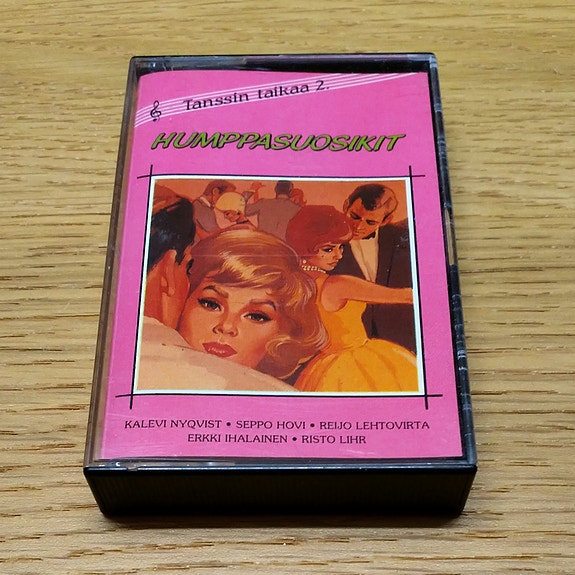 Tanssin taikaa 2.
HUMPPASUOSIKIT
KALEVI NYQVIST • SEPPO HOVI • REIJO LEHTOVIRTA
ERKKI IHALAINEN • RISTO LIHR